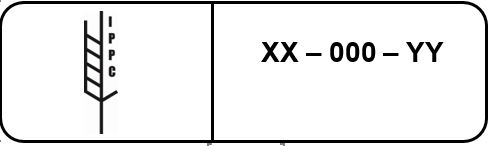 IPPC
XX – 000 – YY